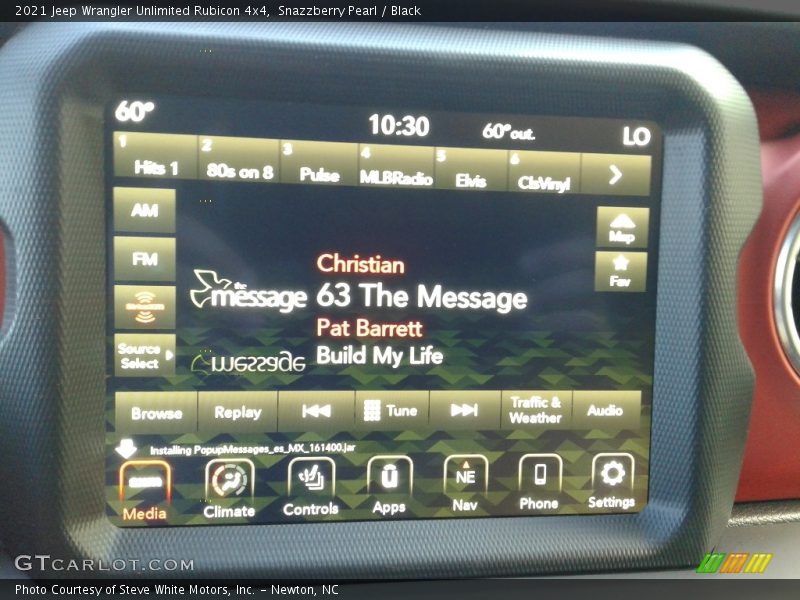 2021 Jeep Wrangler Unlimited Rubicon 4x4, Snazzberry Pearl / Black
60° 10:30 60° out. LO
1 Hits 1
2 80s on 8
3 Pulse
4 MLBRadio
5 Elvis
6 ClsVinyl
AM
Map
FM
Fav
Christian
the message
63 The Message
Pat Barrett
Source Select
message
Build My Life
Browse
Replay
Tune
Traffic & Weather
Audio
Installing PopupMessages_es_MX_161400.jar
NE
Media
Climate
Controls
Apps
Nav
Phone
Settings
GTCARLOT.COM
Photo Courtesy of Steve White Motors, Inc. – Newton, NC